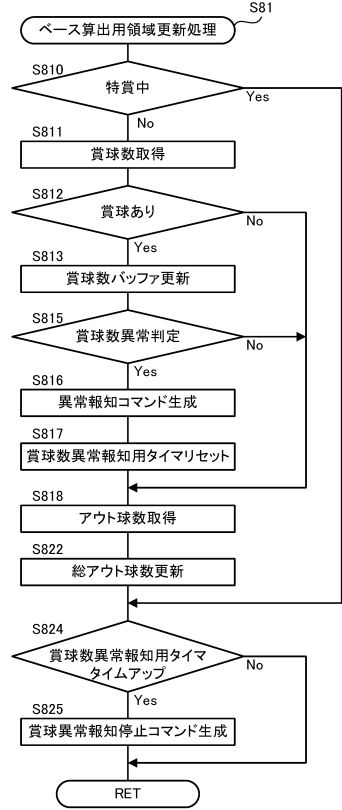 S81
ベース算出用領域更新処理
S810
特賞中
Yes
No
S811
賞球数取得
S812
賞球あり
No
Yes
S813
賞球数バッファ更新
S815
賞球数異常判定
No
Yes
S816
異常報知コマンド生成
S817
賞球数異常報知用タイマリセット
S818
アウト球数取得
S822
総アウト球数更新
S824
賞球数異常報知用タイマ
タイムアップ
No
Yes
S825
賞球異常報知停止コマンド生成
RET